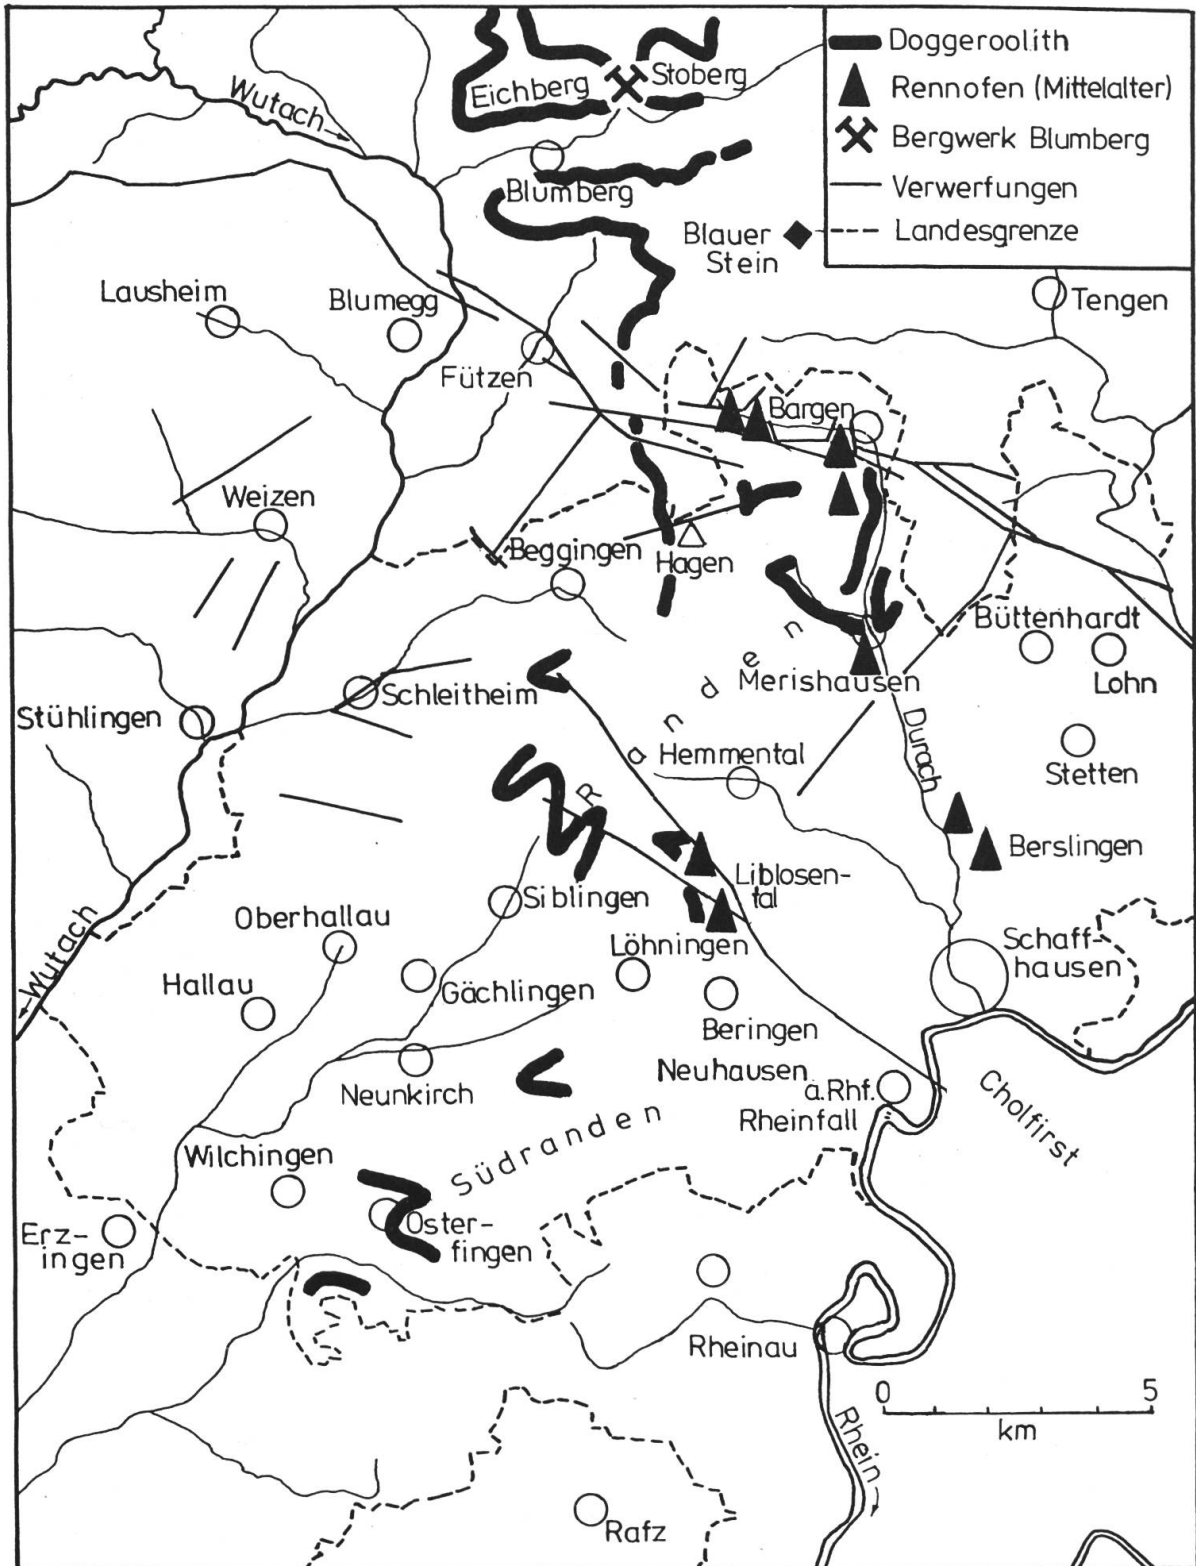 Doggeroolith
Rennofen (Mittelalter)
Bergwerk Blumberg
Verwerfungen
Landesgrenze
Wutach
Eichberg
Stoberg
Blumberg
Blauer
Stein
Lausheim
Blumegg
Tengen
Fützen
Bargen
Weizen
Beggingen
Hagen
Büttenhardt
Lohn
Merishausen
Schleitheim
Stühlingen
Randen
Hemmental
Durach
Stetten
Berslingen
Liblosen-
tal
Siblingen
Oberhallau
Löhningen
Schaff-
hausen
Wutach
Hallau
Gächlingen
Beringen
Neunkirch
Neuhausen
a.Rhf.
Rheinfall
Cholfirst
Südranden
Wilchingen
Oster-
fingen
Erz-
ingen
Rheinau
0 5
km
Rhein
Rafz